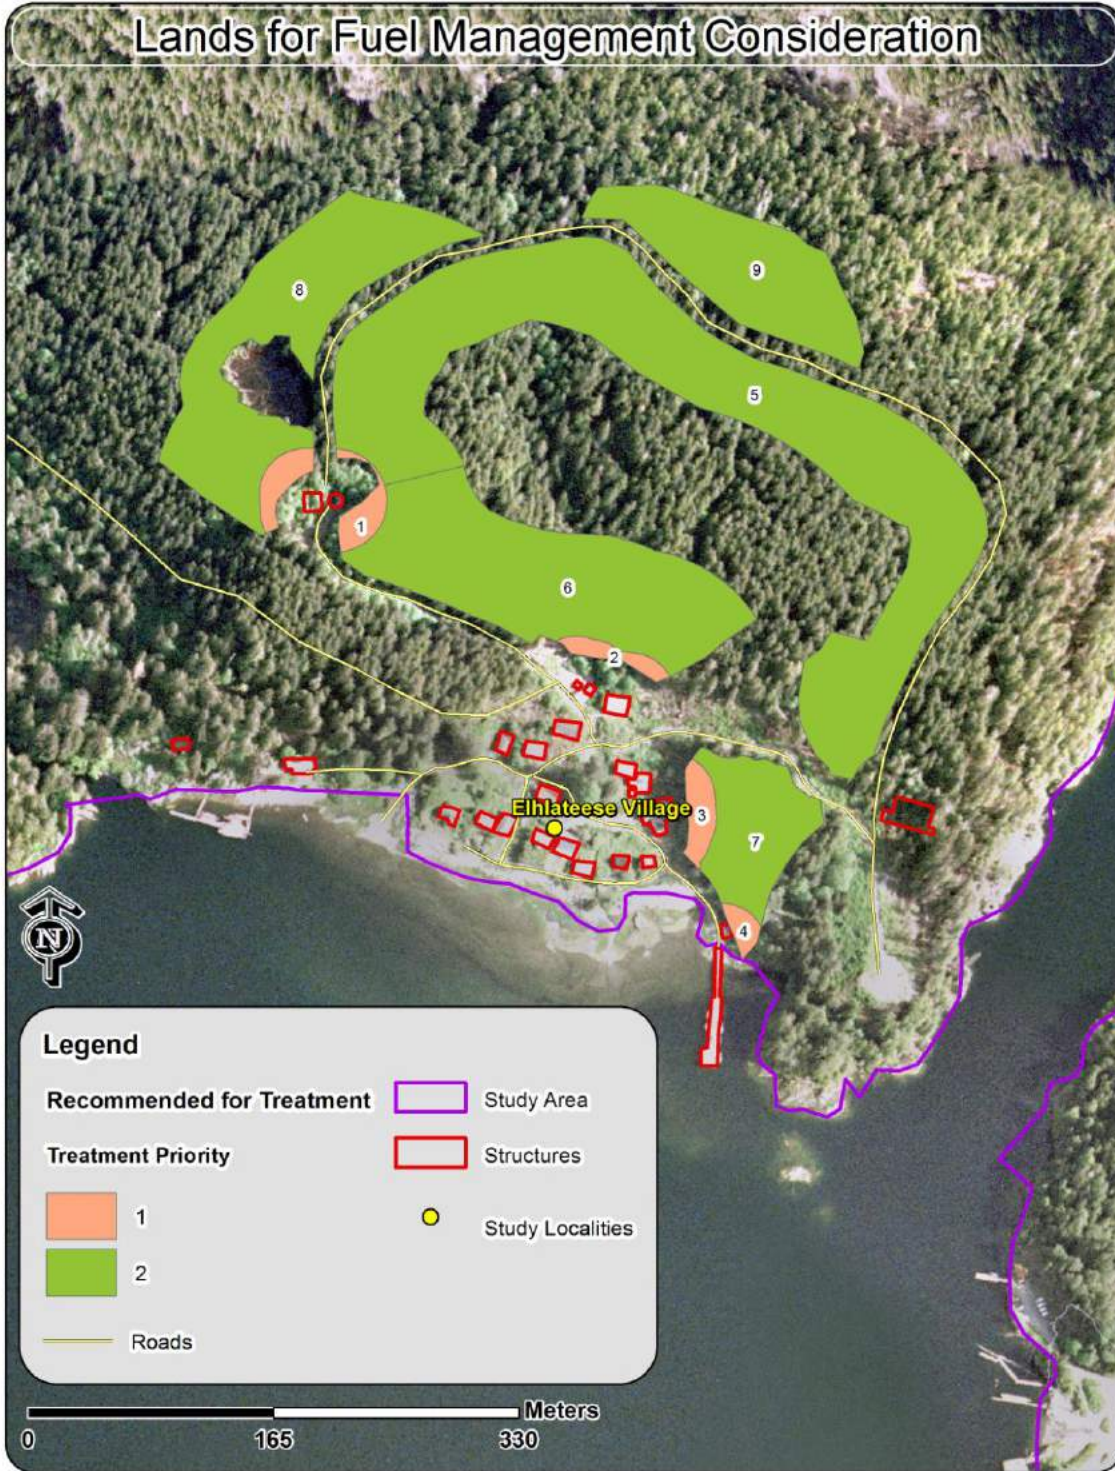 Lands for Fuel Management Consideration
9
8
5
1
6
2
Elhlateese Village
3
7
4
N
Legend
Recommended for Treatment
Study Area
Treatment Priority
Structures
1
Study Localities
2
Roads
Meters
0 165 330